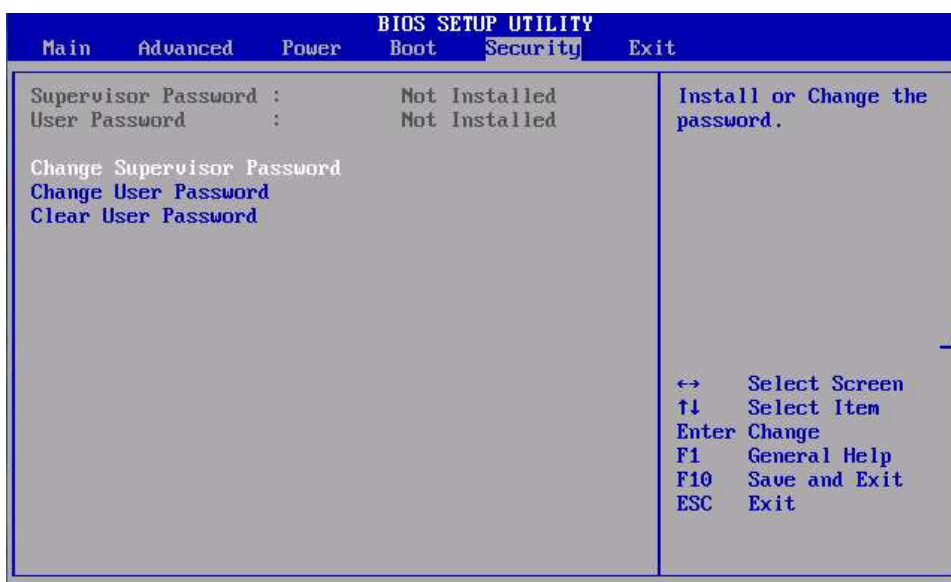 BIOS SETUP UTILITY
Main Advanced Power Boot Security Exit
Supervisor Password : Not Installed
User Password : Not Installed
Change Supervisor Password
Change User Password
Clear User Password
Install or Change the
password.
↔ Select Screen
↑↓ Select Item
Enter Change
F1 General Help
F10 Save and Exit
ESC Exit